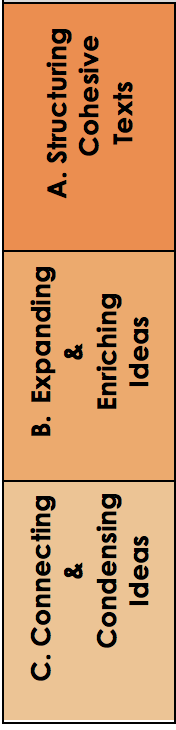 A. Structuring
Cohesive
Texts
B. Expanding
&
Enriching
Ideas
C. Connecting
&
Condensing
Ideas